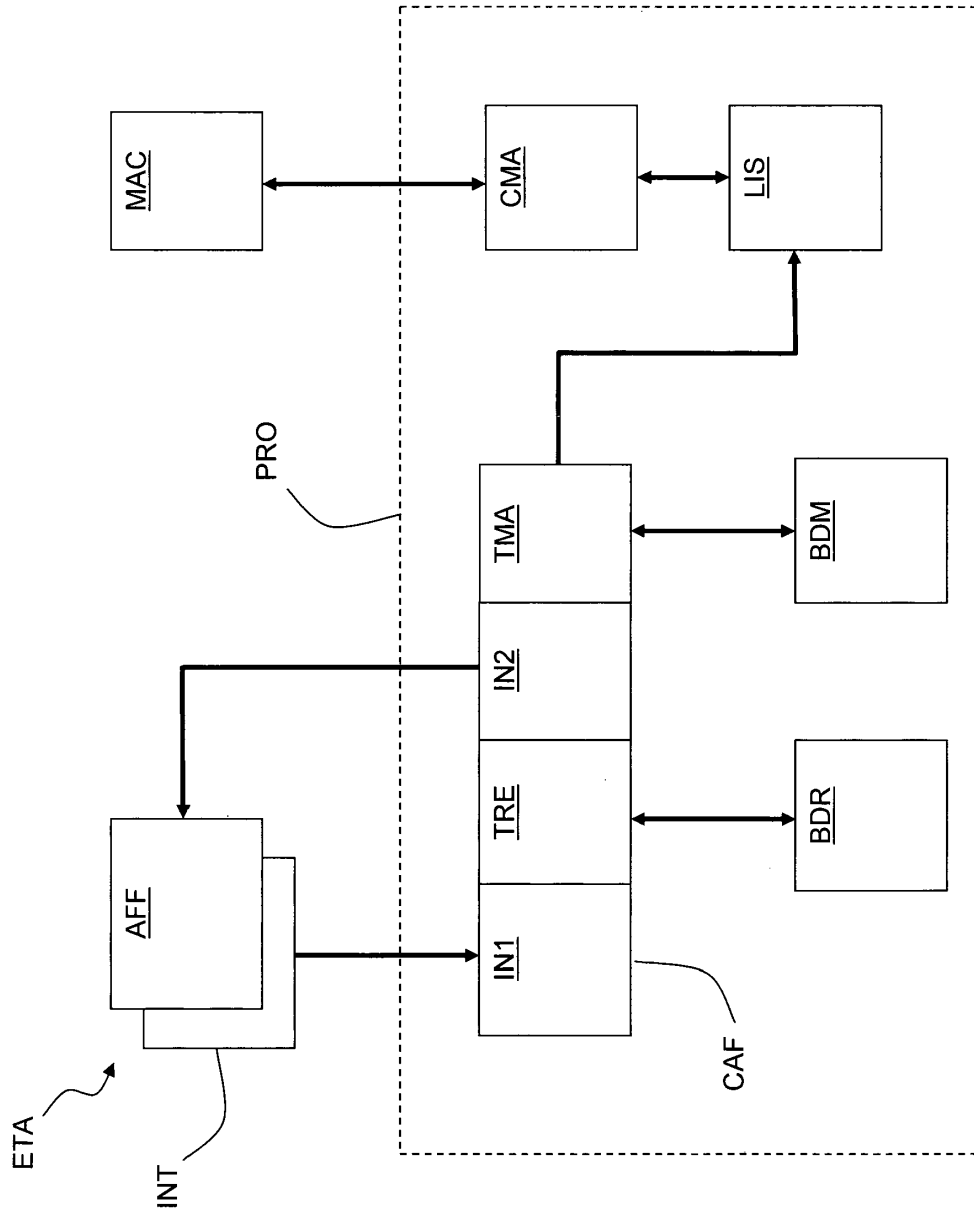 ETA
INT
AFF
MAC
PRO
IN1
TRE
IN2
TMA
CMA
CAF
BDR
BDM
LIS